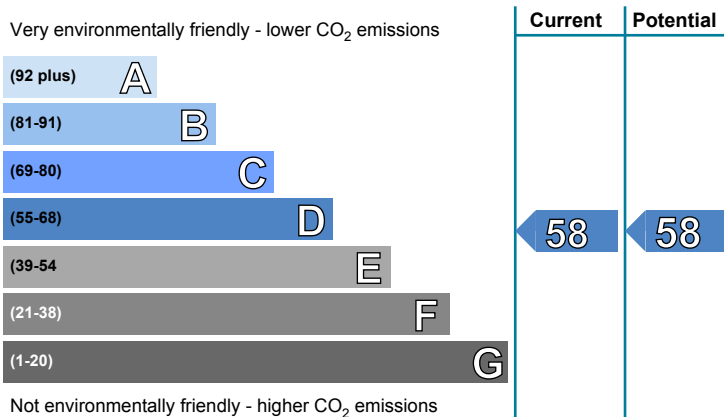 Current Potential
Very environmentally friendly - lower CO2 emissions
(92 plus) A
(81-91) B
(69-80) C
(55-68) D
58 58
(39-54 E
(21-38) F
(1-20) G
Not environmentally friendly - higher CO2 emissions